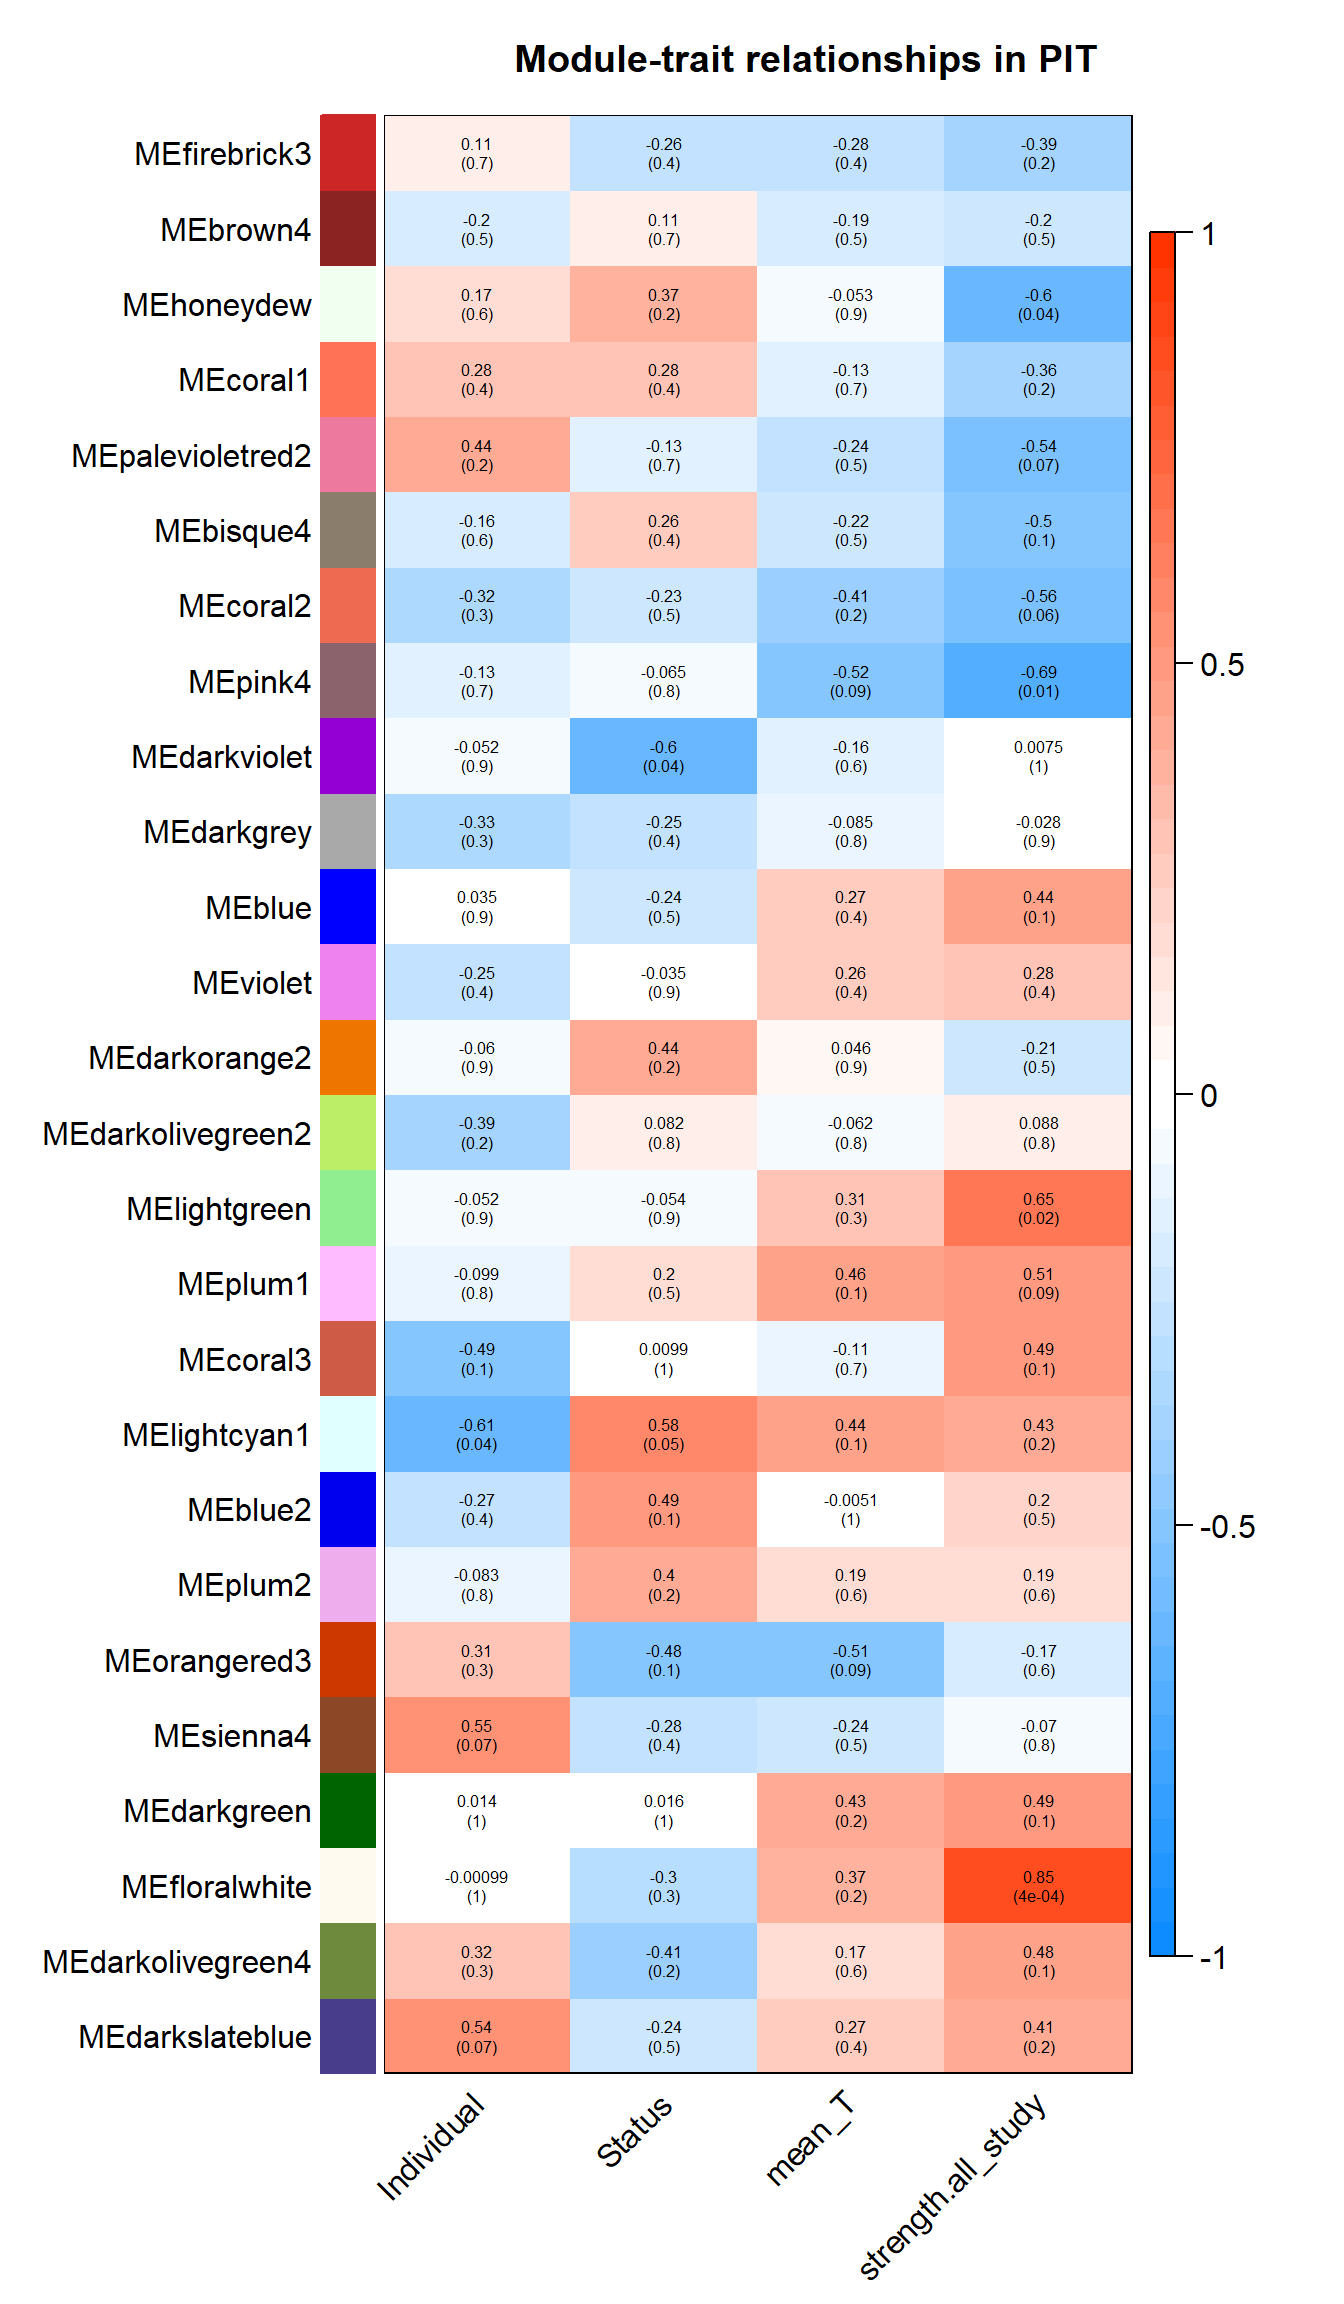 Module-trait relationships in PIT
MEfirebrick3 0.11 -0.26 -0.28 -0.39
(0.7) (0.4) (0.4) (0.2)
MEbrown4 -0.2 0.11 -0.19 -0.2
(0.5) (0.7) (0.5) (0.5)
MEhoneydew 0.17 0.37 -0.053 -0.6
(0.6) (0.2) (0.9) (0.04)
MEcoral1 0.28 0.28 -0.13 -0.36
(0.4) (0.4) (0.7) (0.2)
MEpalevioletred2 0.44 -0.13 -0.24 -0.54
(0.2) (0.7) (0.5) (0.07)
MEbisque4 -0.16 0.26 -0.22 -0.5
(0.6) (0.4) (0.5) (0.1)
MEcoral2 -0.32 -0.23 -0.41 -0.56
(0.3) (0.5) (0.2) (0.06)
MEpink4 -0.13 -0.065 -0.52 -0.69
(0.7) (0.8) (0.09) (0.01)
MEdarkviolet -0.052 -0.6 -0.16 0.0075
(0.9) (0.04) (0.6) (1)
MEdarkgrey -0.33 -0.25 -0.085 -0.028
(0.3) (0.4) (0.8) (0.9)
MEblue 0.035 -0.24 0.27 0.44
(0.9) (0.5) (0.4) (0.1)
MEviolet -0.25 -0.035 0.26 0.28
(0.4) (0.9) (0.4) (0.4)
MEdarkorange2 -0.06 0.44 0.046 -0.21
(0.9) (0.2) (0.9) (0.5)
MEdarkolivegreen2 -0.39 0.082 -0.062 0.088
(0.2) (0.8) (0.8) (0.8)
MElightgreen -0.052 -0.054 0.31 0.65
(0.9) (0.9) (0.3) (0.02)
MEplum1 -0.099 0.2 0.46 0.51
(0.8) (0.5) (0.1) (0.09)
MEcoral3 -0.49 0.0099 -0.11 0.49
(0.1) (1) (0.7) (0.1)
MElightcyan1 -0.61 0.58 0.44 0.43
(0.04) (0.05) (0.1) (0.2)
MEblue2 -0.27 0.49 -0.0051 0.2
(0.4) (0.1) (1) (0.5)
MEplum2 -0.083 0.4 0.19 0.19
(0.8) (0.2) (0.6) (0.6)
MEorangered3 0.31 -0.48 -0.51 -0.17
(0.3) (0.1) (0.09) (0.6)
MEsienna4 0.55 -0.28 -0.24 -0.07
(0.07) (0.4) (0.5) (0.8)
MEdarkgreen 0.014 0.016 0.43 0.49
(1) (1) (0.2) (0.1)
MEfloralwhite -0.00099 -0.3 0.37 0.85
(1) (0.3) (0.2) (4e-04)
MEdarkolivegreen4 0.32 -0.41 0.17 0.48
(0.3) (0.2) (0.6) (0.1)
MEdarkslateblue 0.54 -0.24 0.27 0.41
(0.07) (0.5) (0.4) (0.2)
Individual Status mean_T strength.all_study
1
0.5
0
-0.5
-1